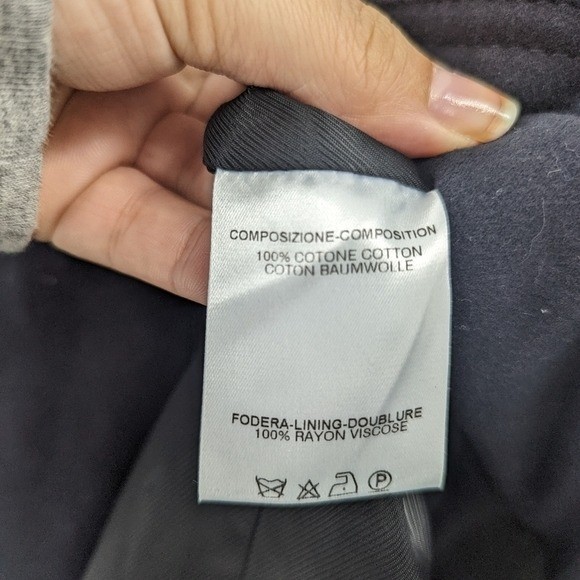 COMPOSIZIONE-COMPOSITION
100% COTONE COTTON
COTON BAUMWOLLE
FODERA-LINING-DOUBLURE
100% RAYON VISCOSE
P